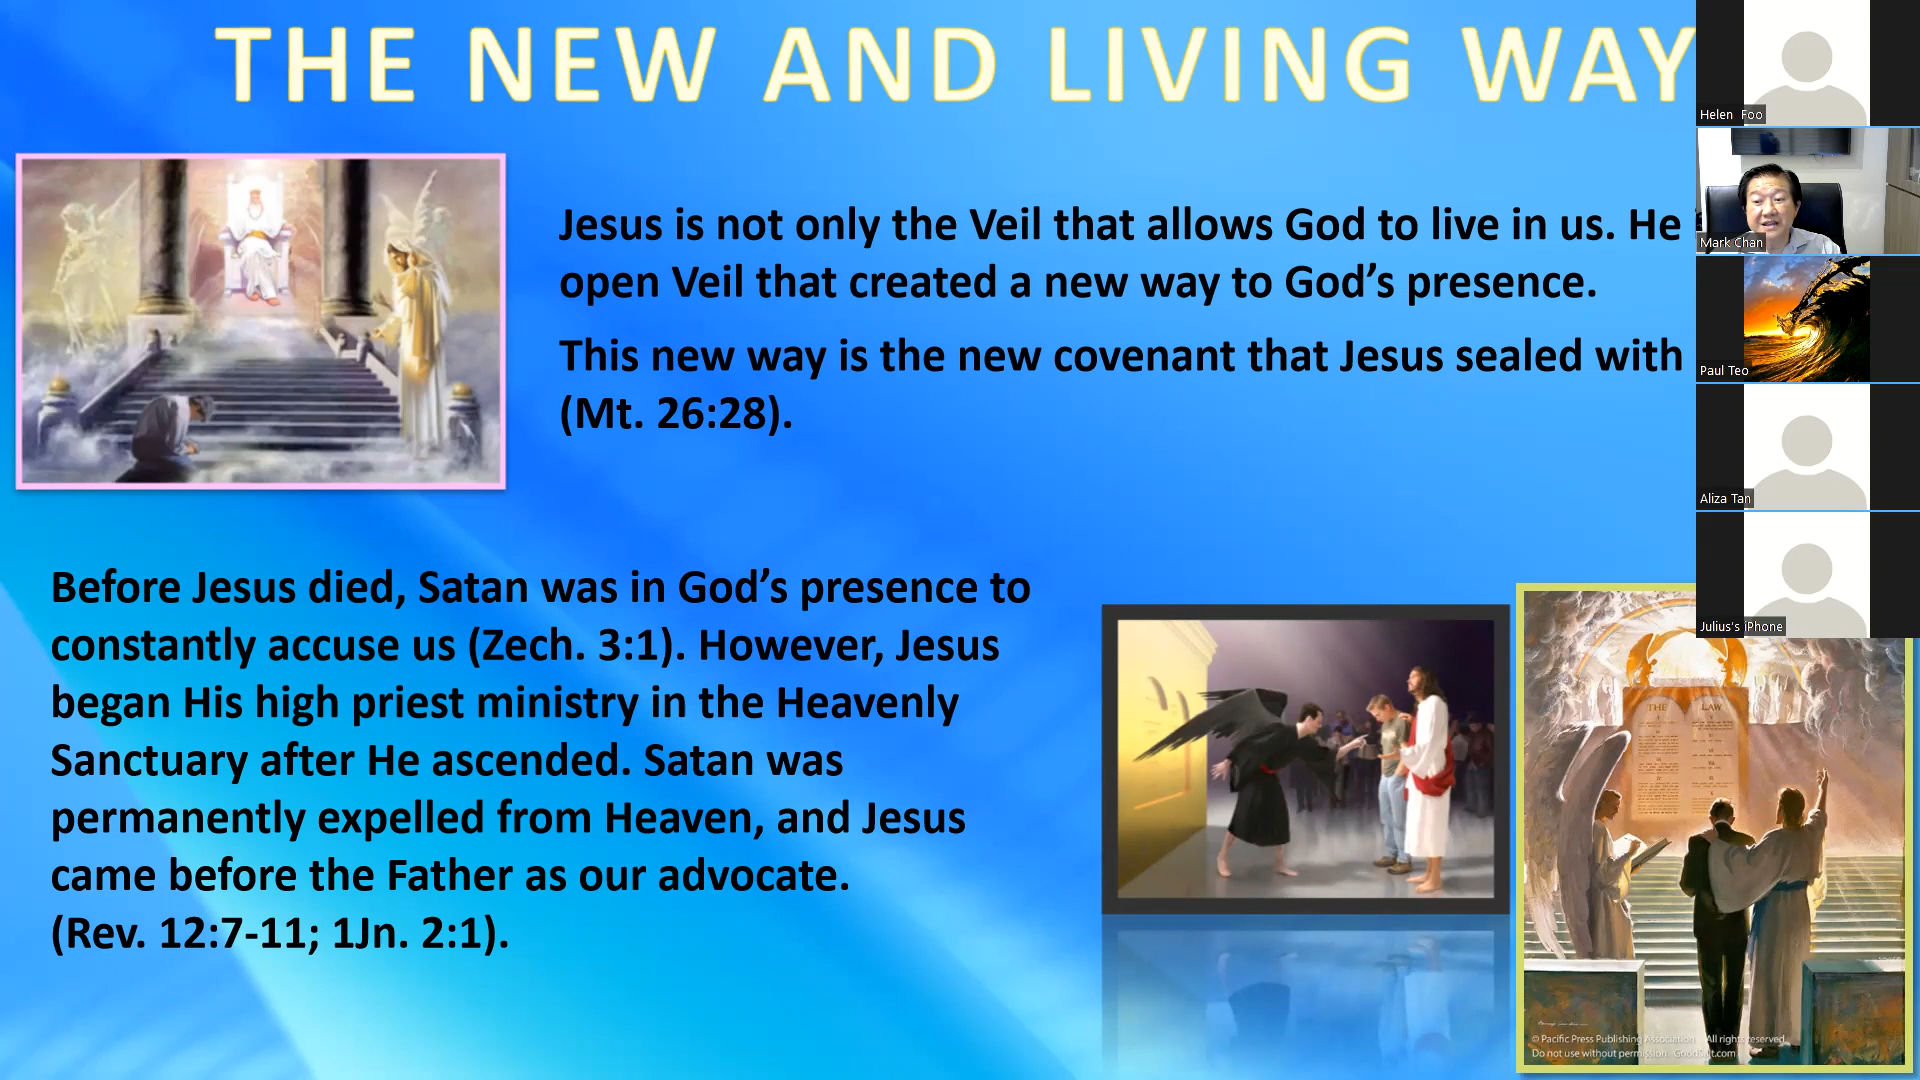 THE NEW AND LIVING WAY
Jesus is not only the Veil that allows God to live in us. He
open Veil that created a new way to God’s presence.
This new way is the new covenant that Jesus sealed with
(Mt. 26:28).
Before Jesus died, Satan was in God’s presence to
constantly accuse us (Zech. 3:1). However, Jesus
began His high priest ministry in the Heavenly
Sanctuary after He ascended. Satan was
permanently expelled from Heaven, and Jesus
came before the Father as our advocate.
(Rev. 12:7-11; 1Jn. 2:1).
Helen Foo
Mark Chan
Paul Teo
Aliza Tan
Julius's iPhone
THE LAW
© Pacific Press Publishing Association All rights reserved
Do not use without permission GoodSalt.com